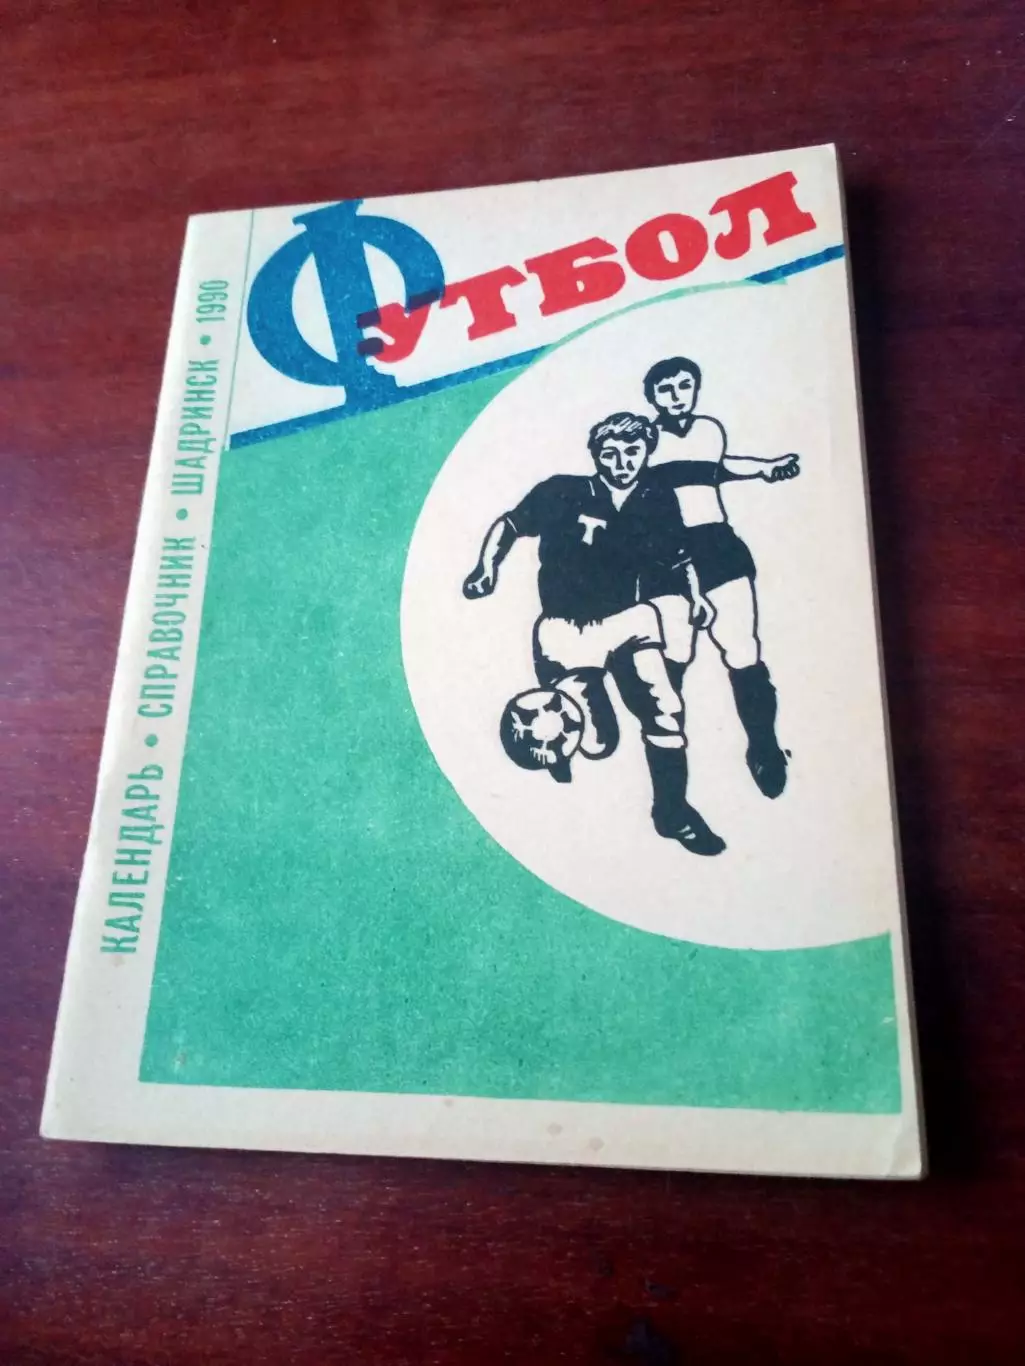 ФУТБОЛ
КАЛЕНДАРЬ • СПРАВОЧНИК • ШАДРИНСК • 1990
Т